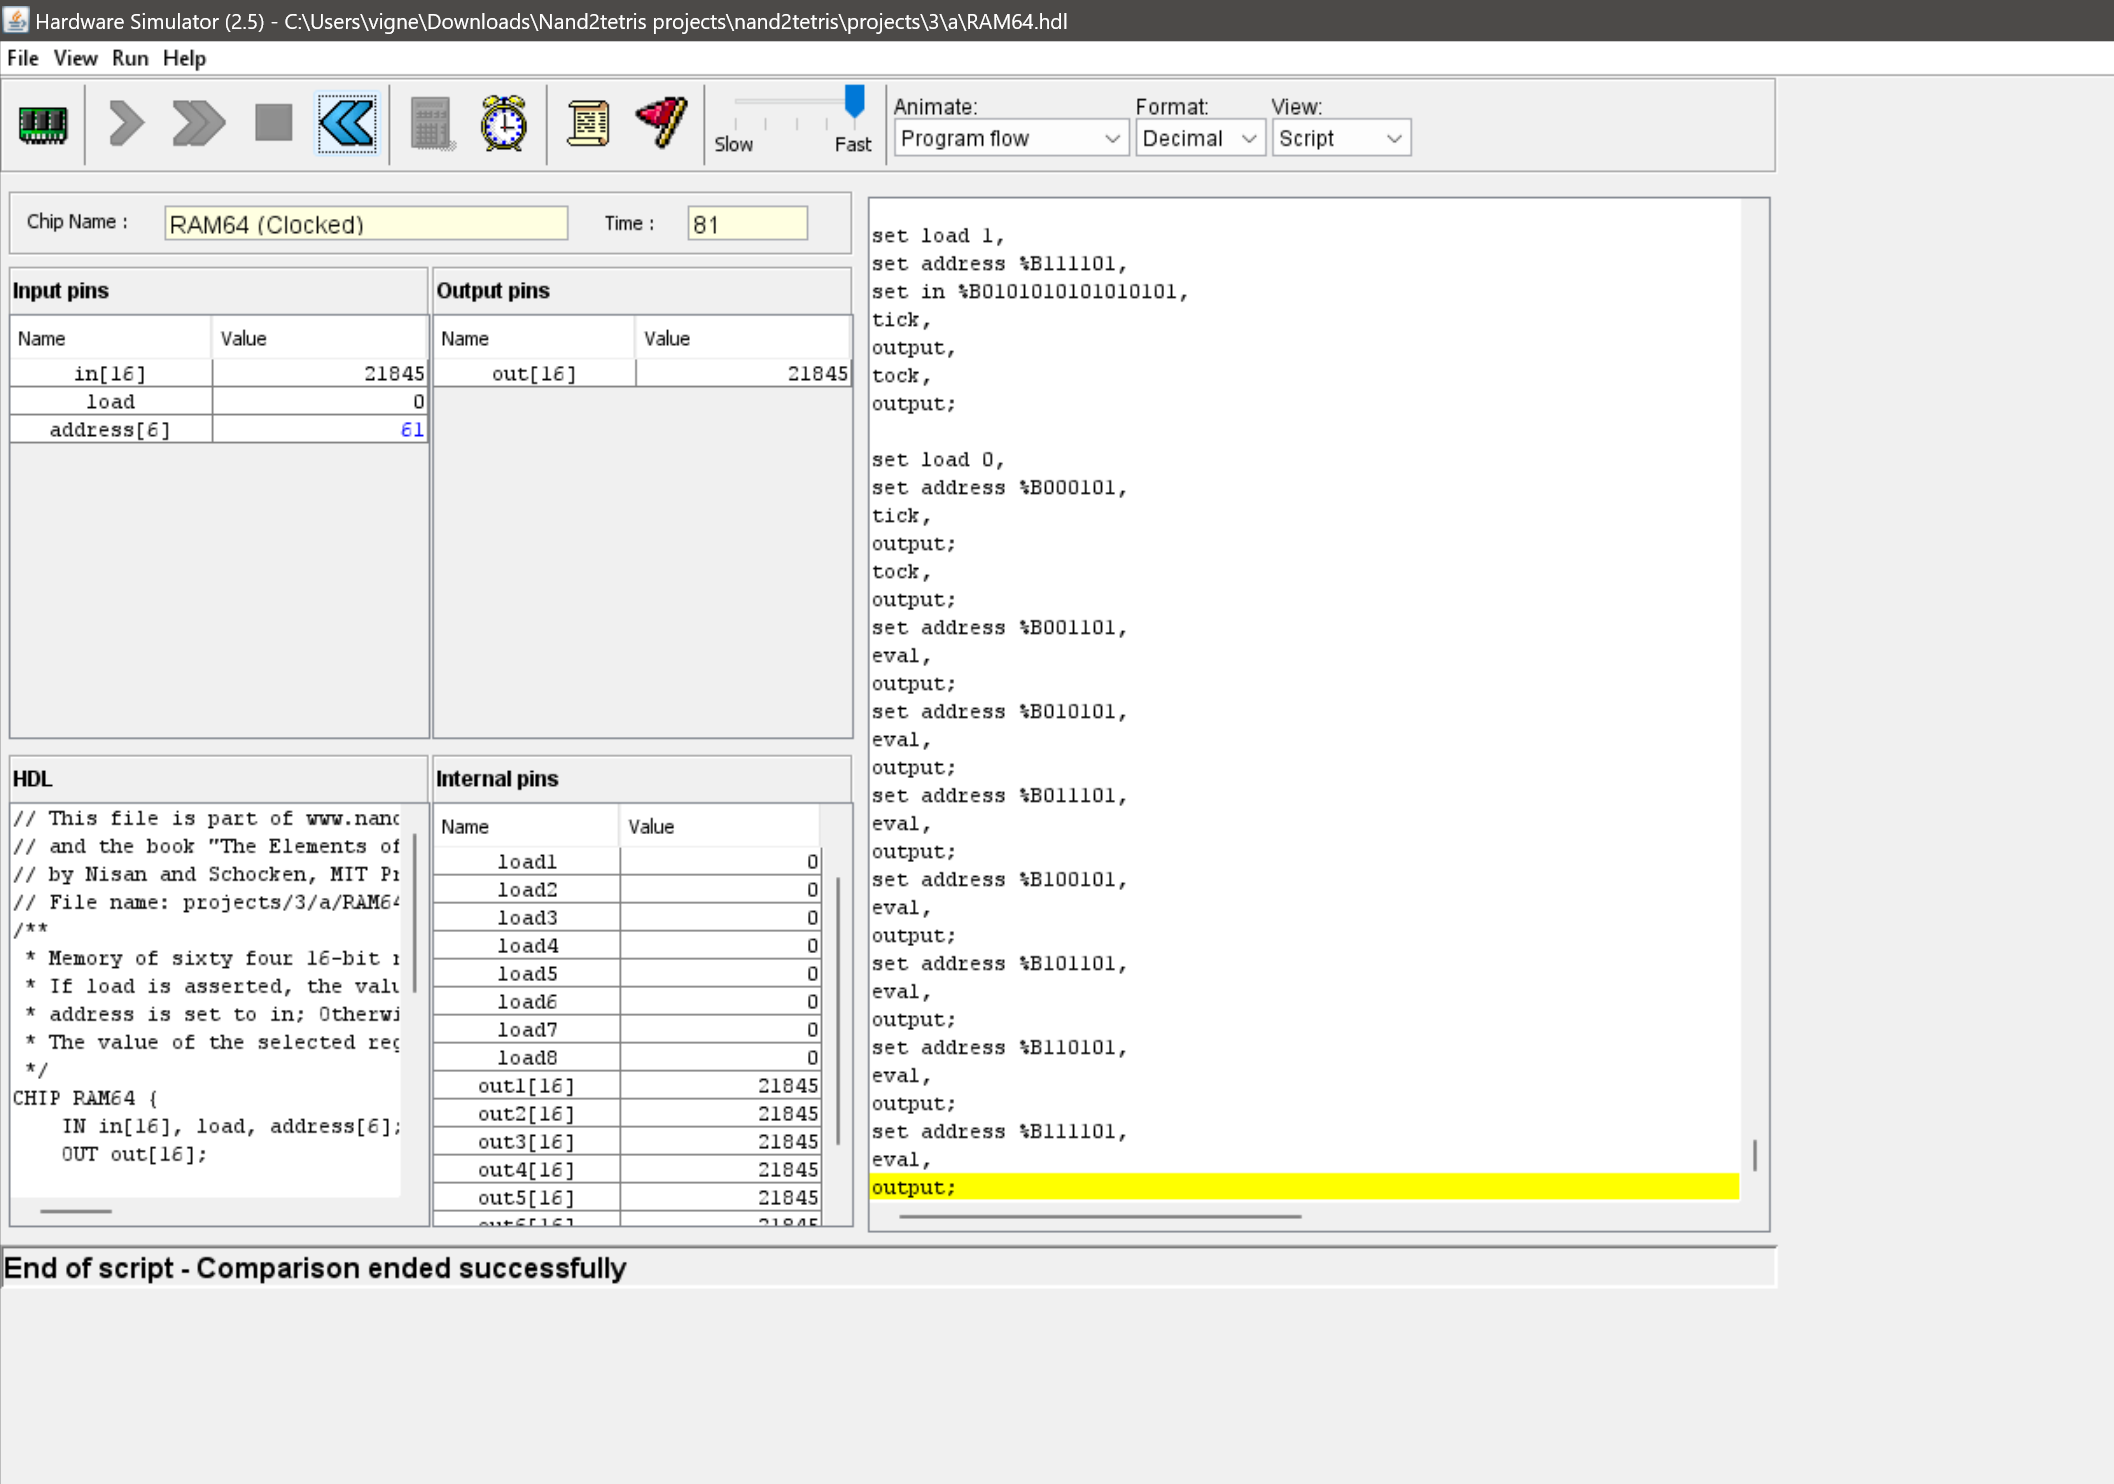 Hardware Simulator (2.5) - C:\Users\vigne\Downloads\Nand2tetris projects\nand2tetris\projects\3\a\RAM64.hdl
File View Run Help
Slow Fast
Animate: Format: View:
Program flow Decimal Script
Chip Name : RAM64 (Clocked) Time : 81
Input pins
Name Value
in[16] 21845
load 0
address[6] 61
Output pins
Name Value
out[16] 21845
HDL
// This file is part of www.nanc
// and the book "The Elements of
// by Nisan and Schocken, MIT Pr
// File name: projects/3/a/RAM64
/**
* Memory of sixty four 16-bit r
* If load is asserted, the valu
* address is set to in; Otherwi
* The value of the selected reg
*/
CHIP RAM64 {
IN in[16], load, address[6];
OUT out[16];
Internal pins
Name Value
load1 0
load2 0
load3 0
load4 0
load5 0
load6 0
load7 0
load8 0
out1[16] 21845
out2[16] 21845
out3[16] 21845
out4[16] 21845
out5[16] 21845
out6[16] 21845
set load 1,
set address %B111101,
set in %B0101010101010101,
tick,
output,
tock,
output;
set load 0,
set address %B000101,
tick,
output;
tock,
output;
set address %B001101,
eval,
output;
set address %B010101,
eval,
output;
set address %B011101,
eval,
output;
set address %B100101,
eval,
output;
set address %B101101,
eval,
output;
set address %B110101,
eval,
output;
set address %B111101,
eval,
output;
End of script - Comparison ended successfully